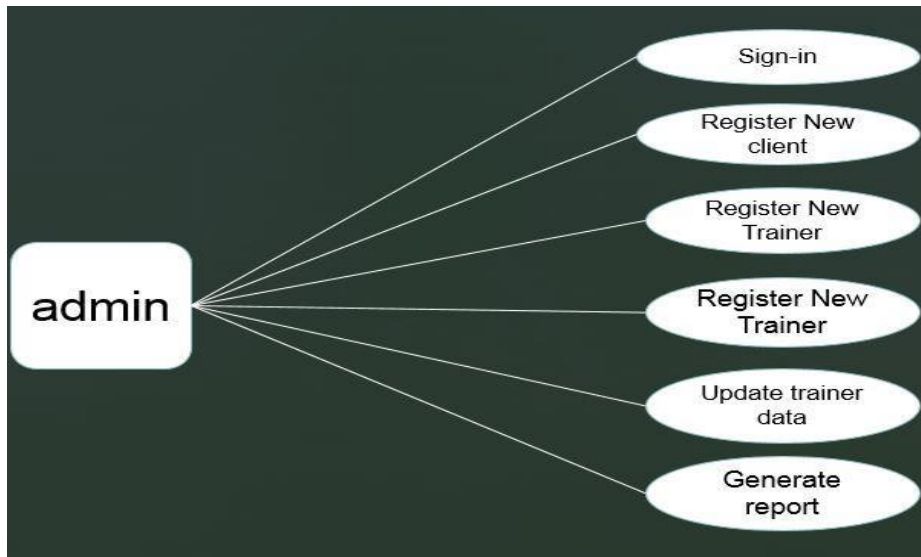 Sign-in
Register New
client
Register New
Trainer
admin
Register New
Trainer
Update trainer
data
Generate
report